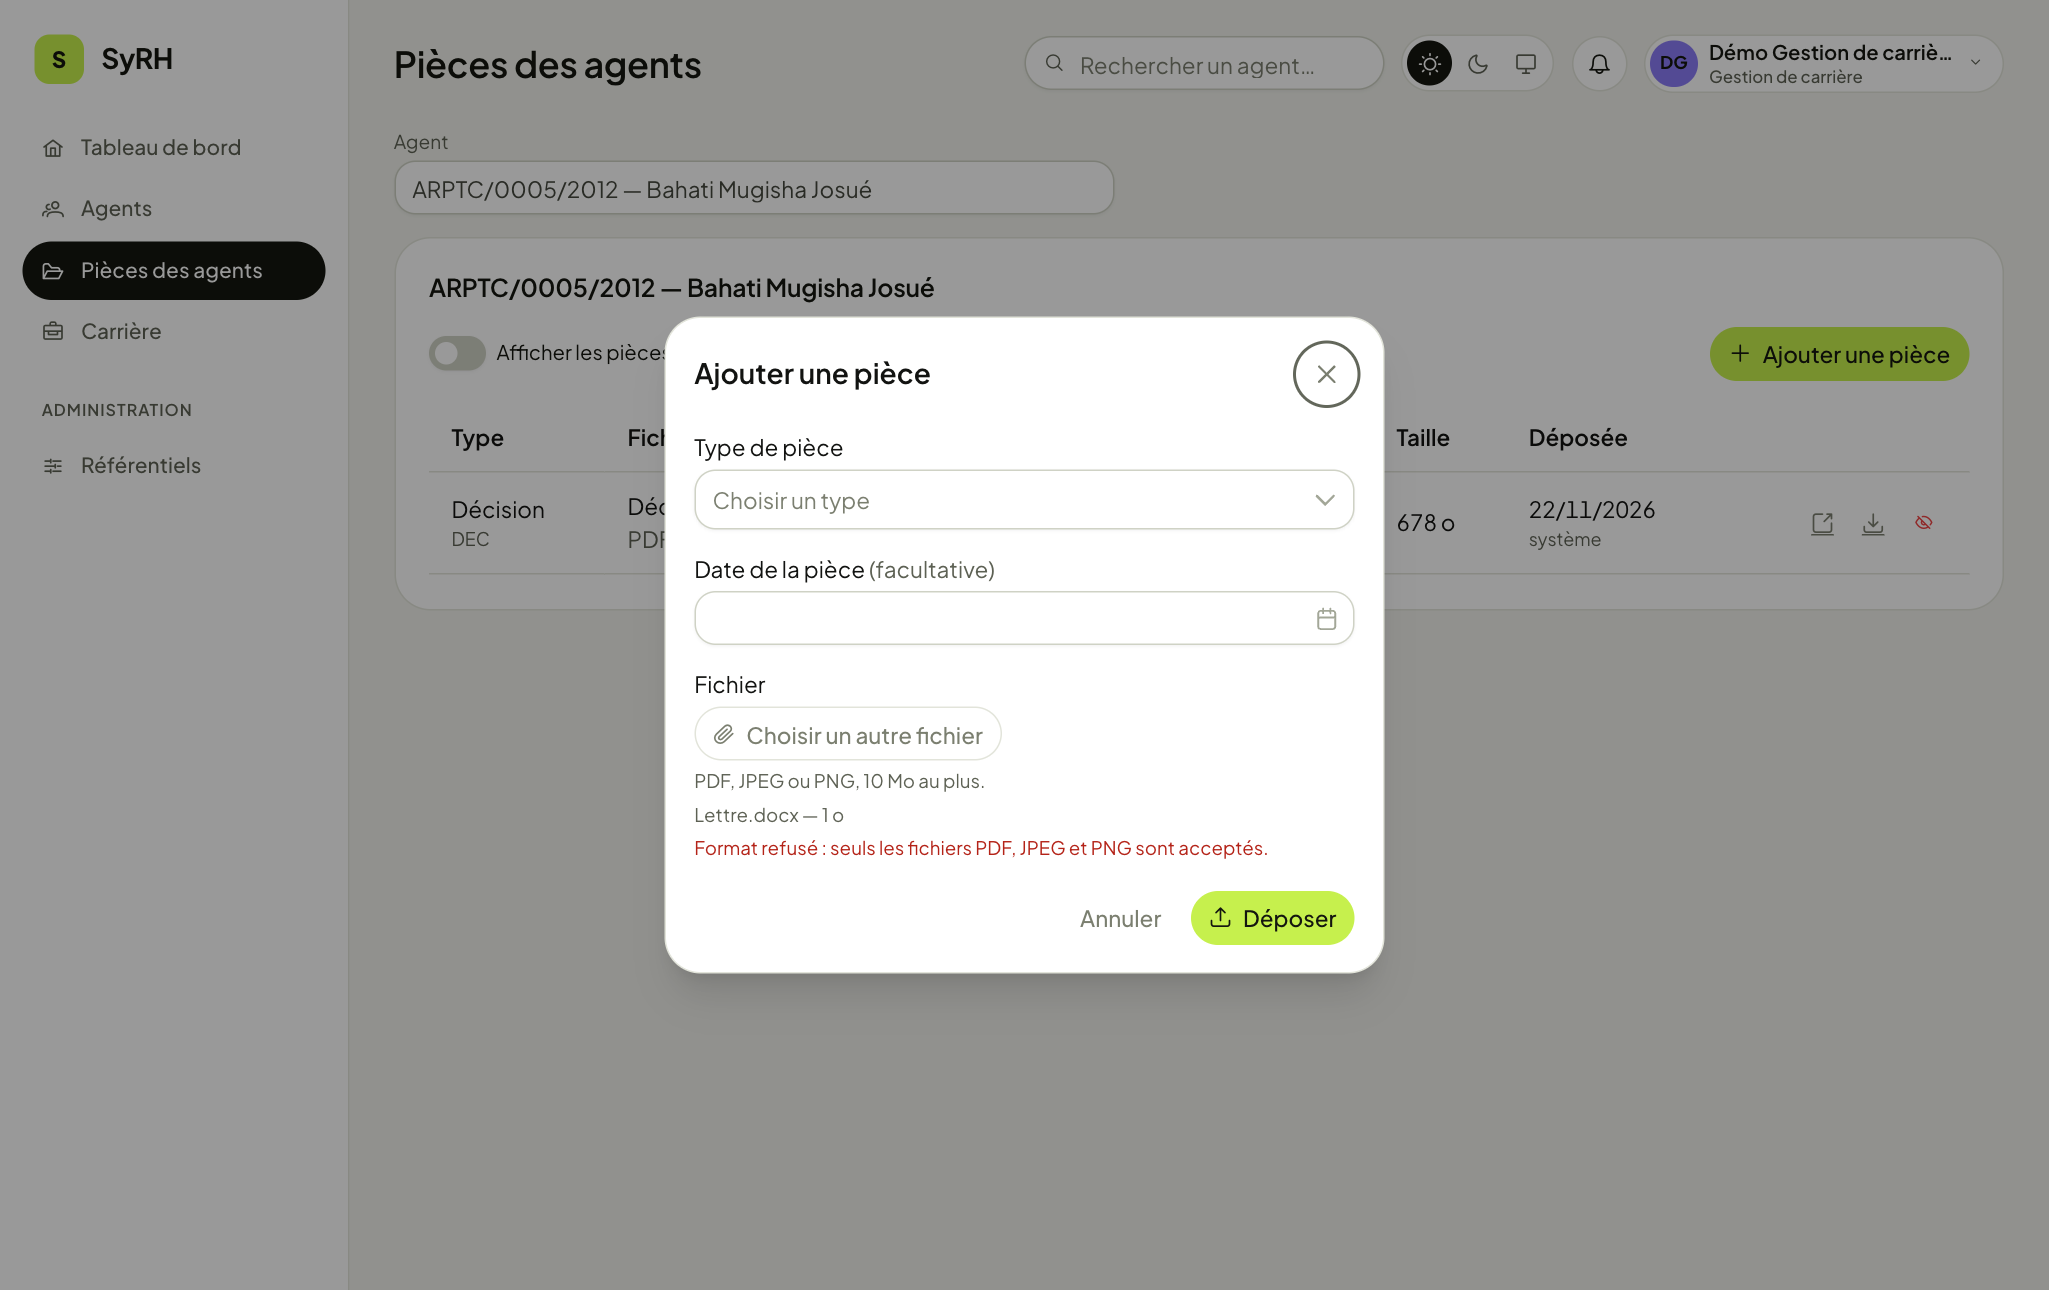 S SyRH
Tableau de bord
Agents
Pièces des agents
Carrière
ADMINISTRATION
Référentiels
Pièces des agents
Rechercher un agent…
DG
Démo Gestion de carriè…
Gestion de carrière
Agent
ARPTC/0005/2012 — Bahati Mugisha Josué
ARPTC/0005/2012 — Bahati Mugisha Josué
Afficher les pièces
Ajouter une pièce
Type Taille Déposée
Décision 678 o 22/11/2026
DEC système
Ajouter une pièce
Type de pièce
Choisir un type
Date de la pièce (facultative)
Fichier
Choisir un autre fichier
PDF, JPEG ou PNG, 10 Mo au plus.
Lettre.docx — 1 o
Format refusé : seuls les fichiers PDF, JPEG et PNG sont acceptés.
Annuler
Déposer